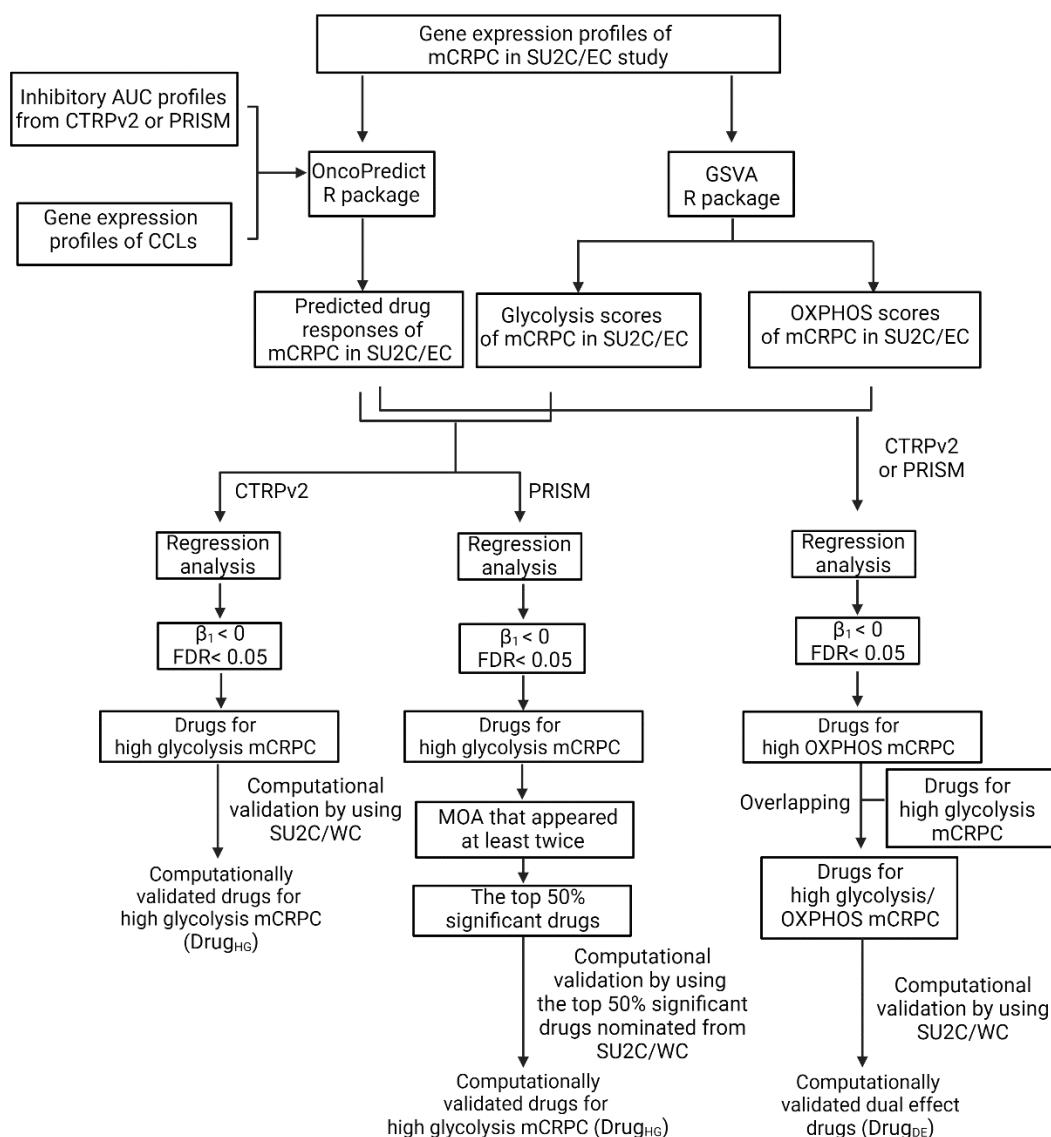 Gene expression profiles of
mCRPC in SU2C/EC study
Inhibitory AUC profiles
from CTRPv2 or PRISM
Gene expression
profiles of CCLs
OncoPredict
R package
GSVA
R package
Predicted drug
responses of
mCRPC in SU2C/EC
Glycolysis scores
of mCRPC in SU2C/EC
OXPHOS scores
of mCRPC in SU2C/EC
CTRPv2
PRISM
CTRPv2
or PRISM
Regression
analysis
Regression
analysis
Regression
analysis
β₁ < 0
FDR< 0.05
β₁ < 0
FDR< 0.05
β₁ < 0
FDR< 0.05
Drugs for
high glycolysis mCRPC
Drugs for
high glycolysis mCRPC
Drugs for
high OXPHOS mCRPC
Computational
validation by using
SU2C/WC
Computationally
validated drugs for
high glycolysis mCRPC
(DrugHG)
MOA that appeared
at least twice
The top 50%
significant drugs
Computational
validation by using
the top 50% significant
drugs nominated from
SU2C/WC
Computationally
validated drugs for
high glycolysis mCRPC (DrugHG)
Overlapping
Drugs for
high glycolysis
mCRPC
Drugs for
high glycolysis/
OXPHOS mCRPC
Computational
validation by using
SU2C/WC
Computationally
validated dual effect
drugs (DrugDE)